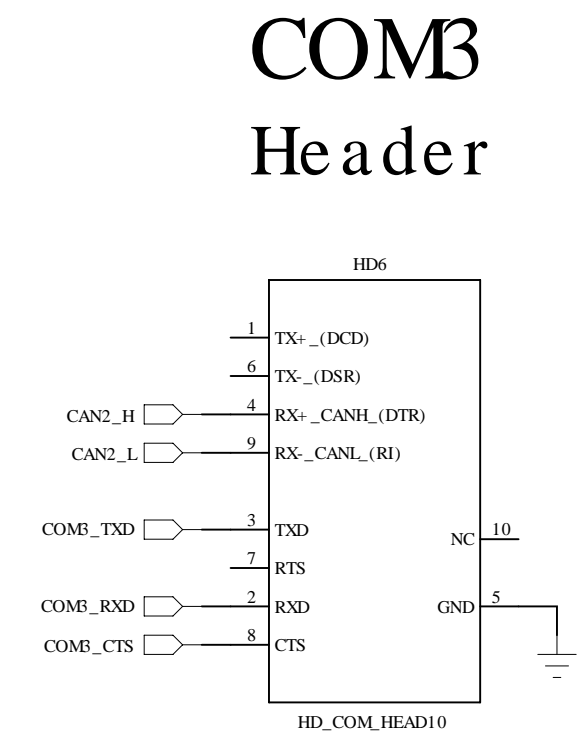 COM3
Header
HD6
1 TX+_(DCD)
6 TX-_(DSR)
CAN2_H 4 RX+_CANH_(DTR)
CAN2_L 9 RX-_CANL_(RI)
COM3_TXD 3 TXD
NC 10
7 RTS
COM3_RXD 2 RXD GND 5
COM3_CTS 8 CTS
HD_COM_HEAD10